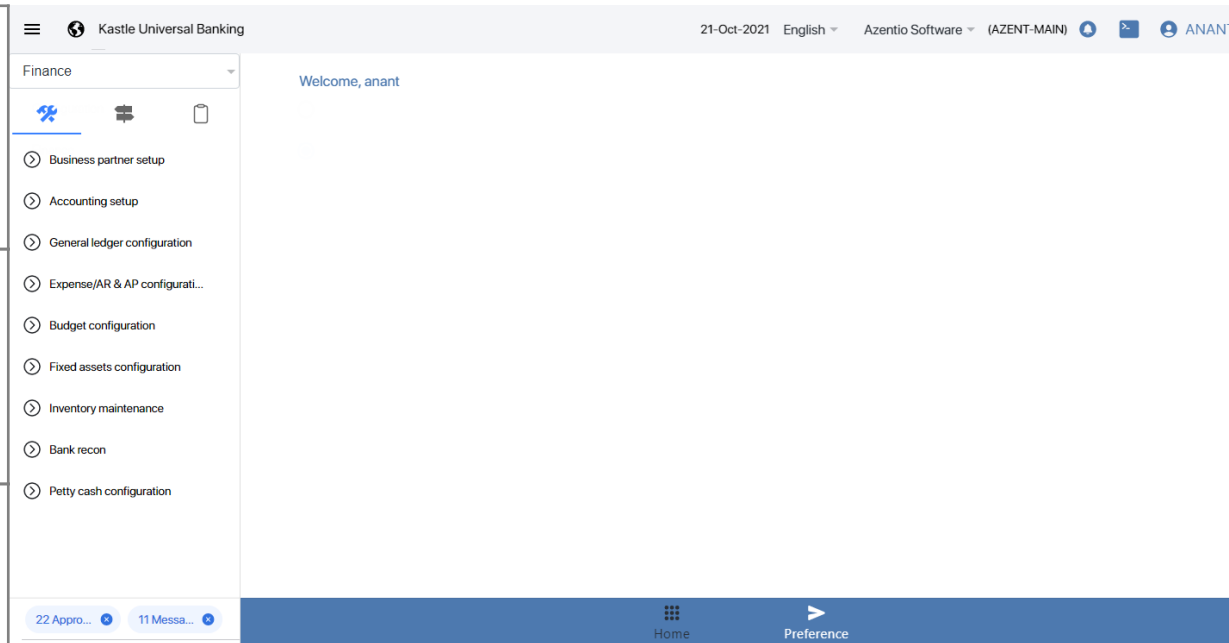 Kastle Universal Banking
21-Oct-2021 English Azentio Software (AZENT-MAIN) ANANT
Finance
Welcome, anant
Business partner setup
Accounting setup
General ledger configuration
Expense/AR & AP configurati...
Budget configuration
Fixed assets configuration
Inventory maintenance
Bank recon
Petty cash configuration
22 Appro... 11 Messa...
Home Preference